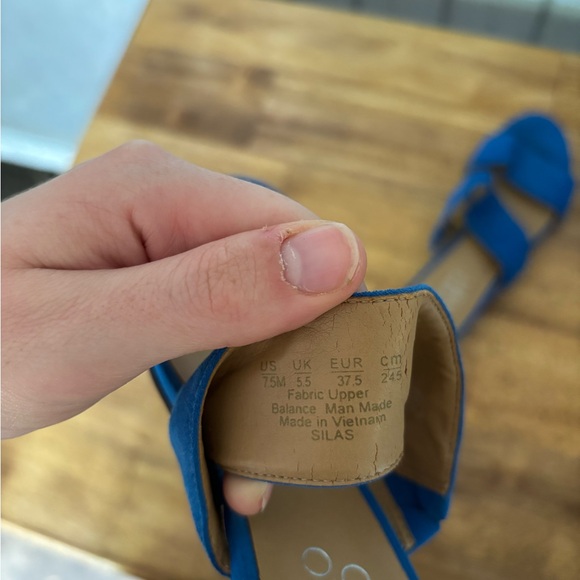 US UK EUR cm
7.5M 5.5 37.5 24.5
Fabric Upper
Balance Man Made
Made in Vietnam
SILAS